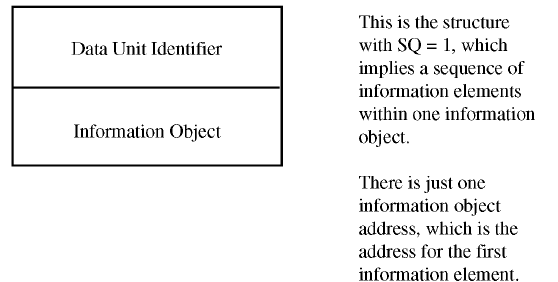 Data Unit Identifier
Information Object
This is the structure
with SQ = 1, which
implies a sequence of
information elements
within one information
object.
There is just one
information object
address, which is the
address for the first
information element.